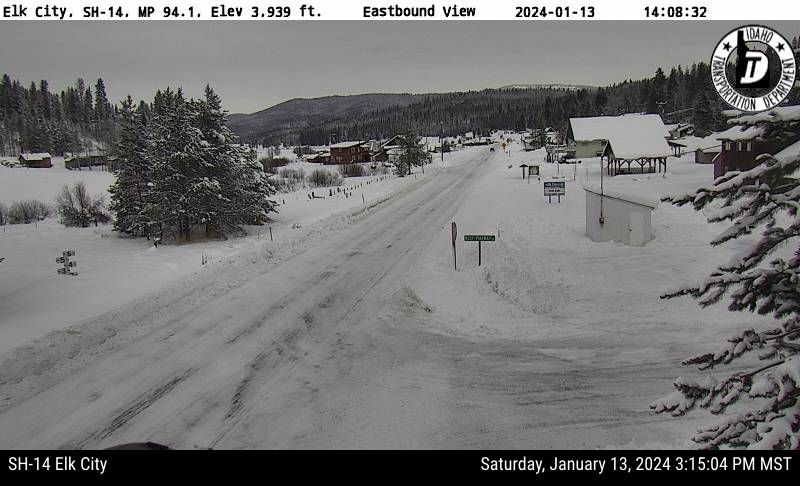 Elk City, SH-14, MP 94.1, Elev 3,939 ft. Eastbound View 2024-01-13 14:08:32
IDAHO
TRANSPORTATION DEPARTMENT
SH-14 Elk City Saturday, January 13, 2024 3:15:04 PM MST